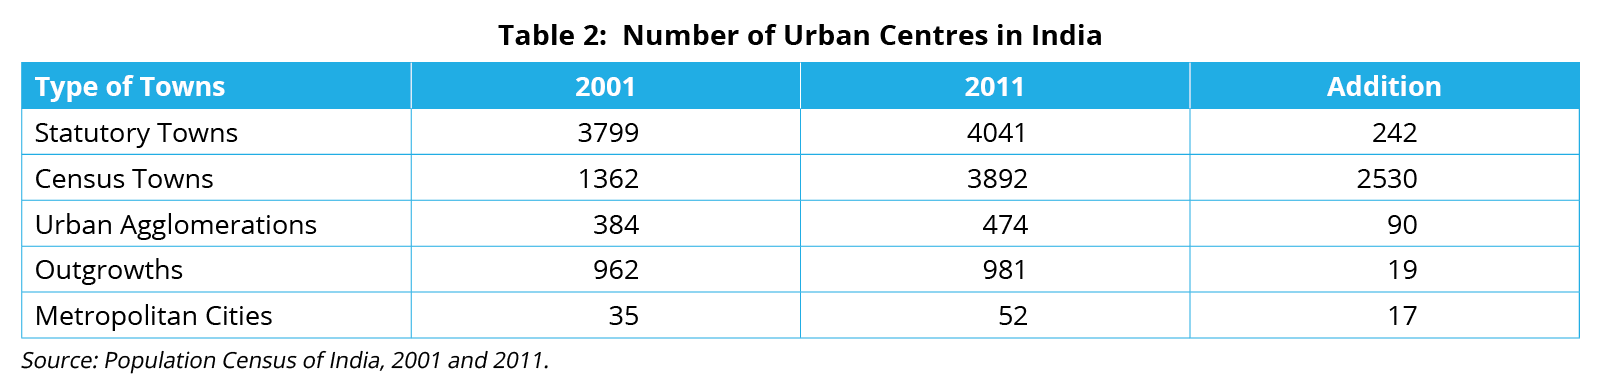 Table 2: Number of Urban Centres in India
Type of Towns 2001 2011 Addition
Statutory Towns 3799 4041 242
Census Towns 1362 3892 2530
Urban Agglomerations 384 474 90
Outgrowths 962 981 19
Metropolitan Cities 35 52 17
Source: Population Census of India, 2001 and 2011.